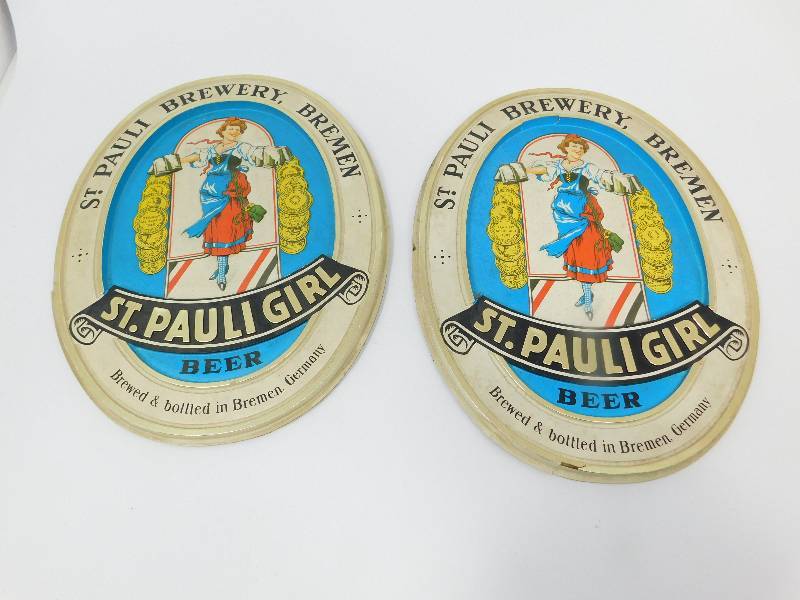 ST. PAULI BREWERY, BREMEN
ST. PAULI GIRL
BEER
Brewed & bottled in Bremen, Germany
ST. PAULI BREWERY, BREMEN
ST. PAULI GIRL
BEER
Brewed & bottled in Bremen, Germany